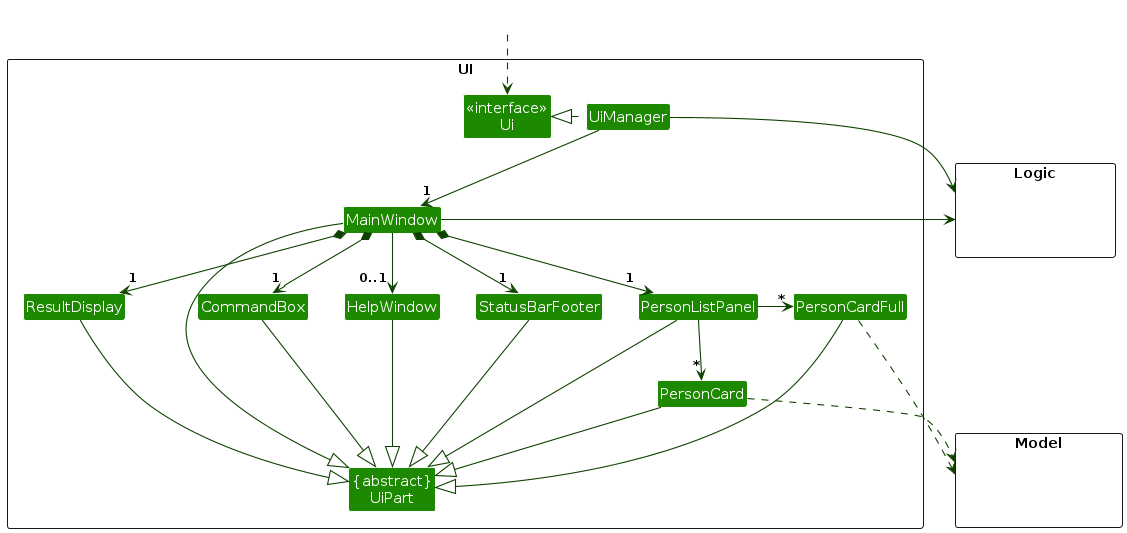 UI
«interface»
Ui
UiManager
Logic
1
MainWindow
1
1
0..1
1
1
ResultDisplay
CommandBox
HelpWindow
StatusBarFooter
PersonListPanel
*
PersonCardFull
*
PersonCard
Model
{abstract}
UiPart